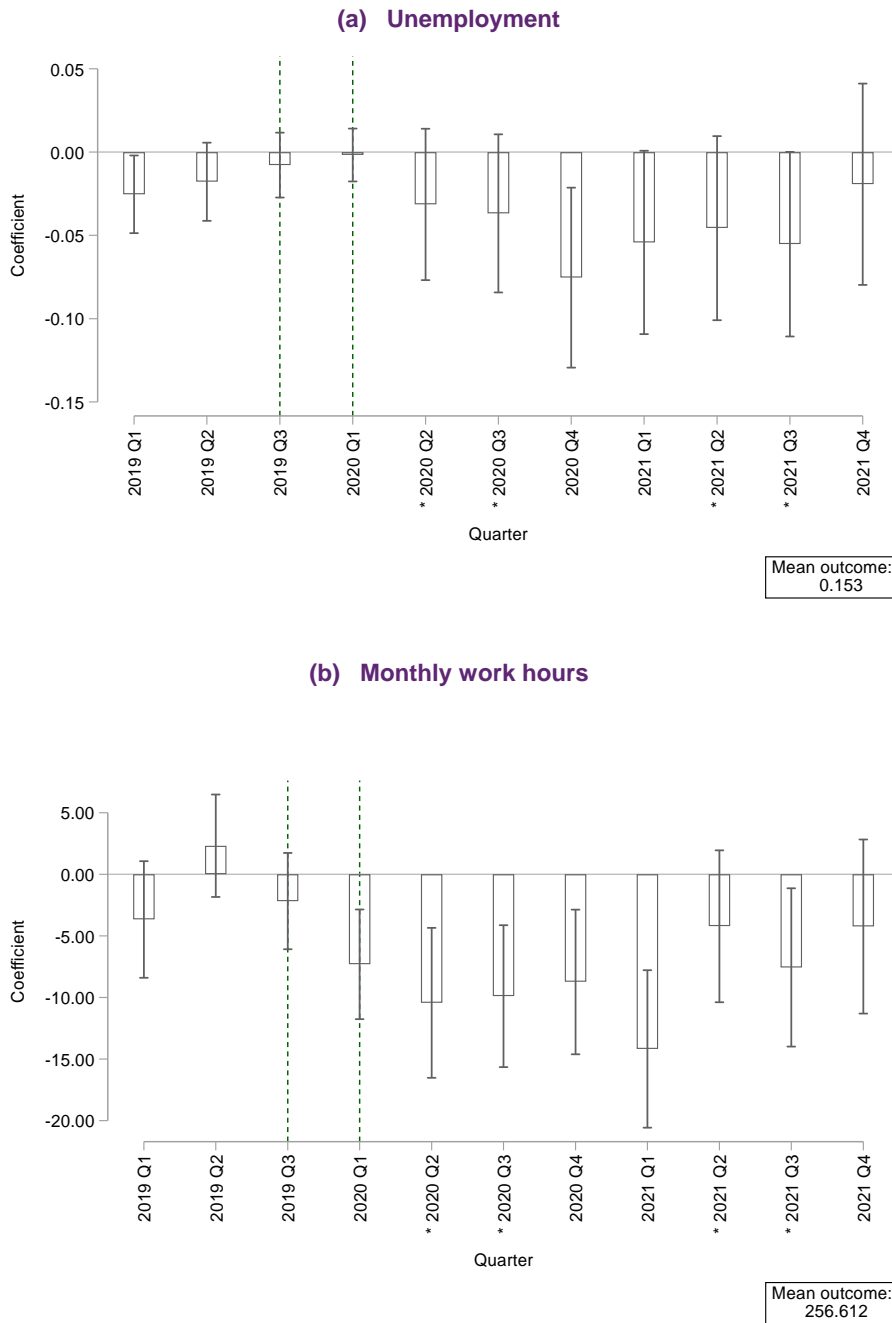 (a) Unemployment
0.05
0.00
-0.05
-0.10
-0.15
Coefficient
2019 Q1
2019 Q2
2019 Q3
2020 Q1
* 2020 Q2
* 2020 Q3
2020 Q4
2021 Q1
* 2021 Q2
* 2021 Q3
2021 Q4
Quarter
Mean outcome:
0.153
(b) Monthly work hours
5.00
0.00
-5.00
-10.00
-15.00
-20.00
Coefficient
2019 Q1
2019 Q2
2019 Q3
2020 Q1
* 2020 Q2
* 2020 Q3
2020 Q4
2021 Q1
* 2021 Q2
* 2021 Q3
2021 Q4
Quarter
Mean outcome:
256.612